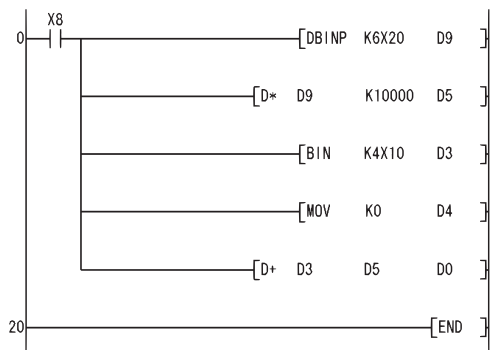 X8
0 DBINP K6X20 D9
D* D9 K10000 D5
BIN K4X10 D3
MOV K0 D4
D+ D3 D5 D0
20 END